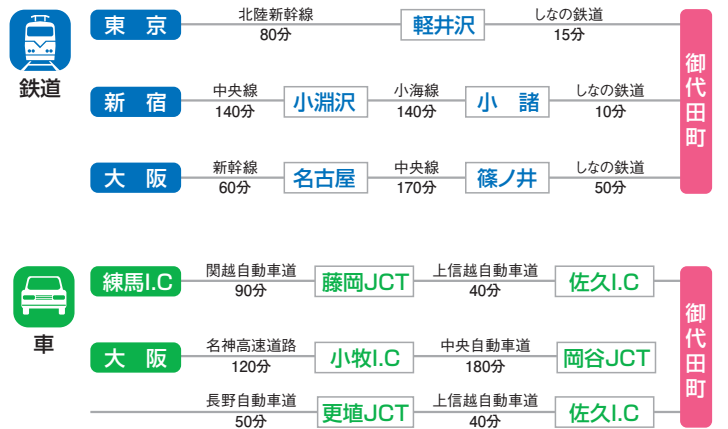 鉄道
東 京
北陸新幹線
80分
軽井沢
しなの鉄道
15分
新 宿
中央線
140分
小淵沢
小海線
140分
小 諸
しなの鉄道
10分
大 阪
新幹線
60分
名古屋
中央線
170分
篠ノ井
しなの鉄道
50分
御代田町
車
練馬I.C
関越自動車道
90分
藤岡JCT
上信越自動車道
40分
佐久I.C
大 阪
名神高速道路
120分
小牧I.C
中央自動車道
180分
岡谷JCT
長野自動車道
50分
更埴JCT
上信越自動車道
40分
佐久I.C
御代田町